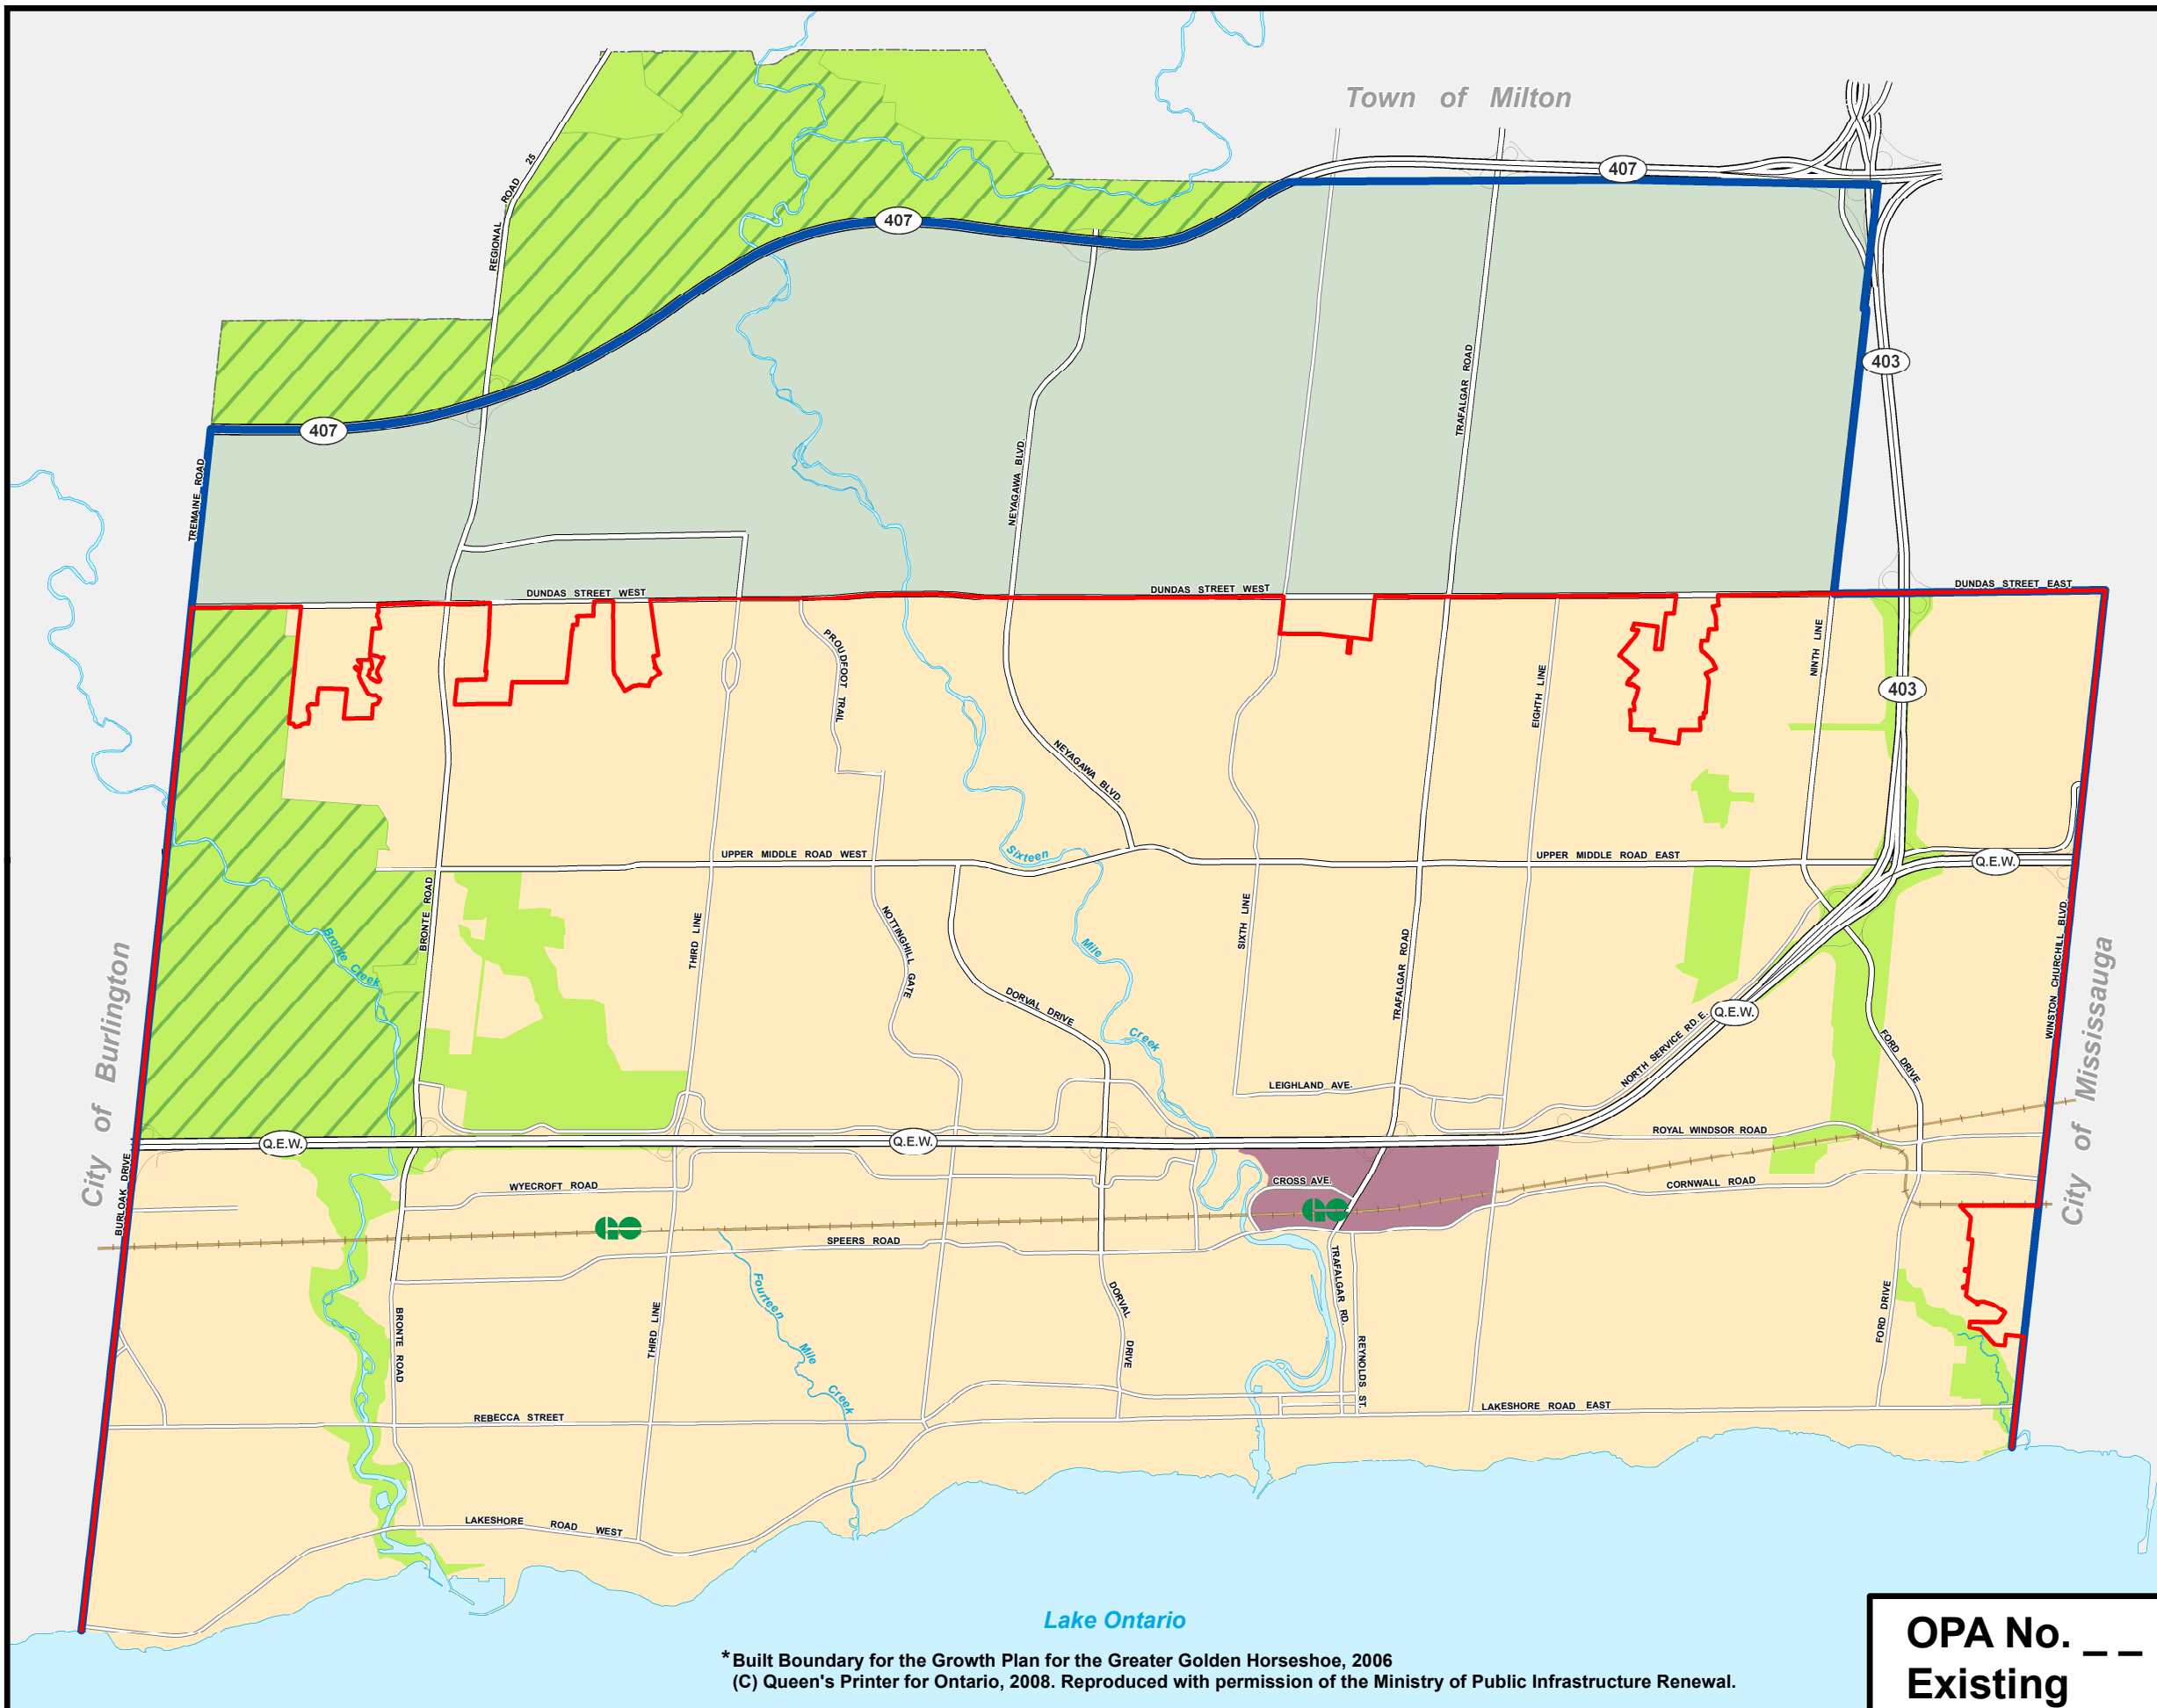 Town of Milton
REGIONAL ROAD 25
407
407
407
403
TREMAINE ROAD
NEYAGAWA BLVD.
TRAFALGAR ROAD
DUNDAS STREET WEST
DUNDAS STREET WEST
DUNDAS STREET EAST
PROUDFOOT TRAIL
NINTH LINE
EIGHTH LINE
403
NEYAGAWA BLVD.
UPPER MIDDLE ROAD WEST
Sixteen
UPPER MIDDLE ROAD EAST
Q.E.W.
BRONTE ROAD
Bronte Creek
THIRD LINE
NOTTINGHILL GATE
Mile
SIXTH LINE
TRAFALGAR ROAD
WINSTON CHURCHILL BLVD.
City of Burlington
City of Mississauga
DORVAL DRIVE
Creek
Q.E.W.
NORTH SERVICE RD. E.
FORD DRIVE
LEIGHLAND AVE.
Q.E.W.
Q.E.W.
ROYAL WINDSOR ROAD
BURLOAK DRIVE
WYECROFT ROAD
CROSS AVE.
CORNWALL ROAD
GO
GO
SPEERS ROAD
Fourteen
Mile
Creek
BRONTE ROAD
THIRD LINE
DORVAL DRIVE
TRAFALGAR RD.
REYNOLDS ST.
FORD DRIVE
REBECCA STREET
LAKESHORE ROAD EAST
LAKESHORE ROAD WEST
Lake Ontario
*Built Boundary for the Growth Plan for the Greater Golden Horseshoe, 2006
(C) Queen's Printer for Ontario, 2008. Reproduced with permission of the Ministry of Public Infrastructure Renewal.
OPA No. _ _
Existing